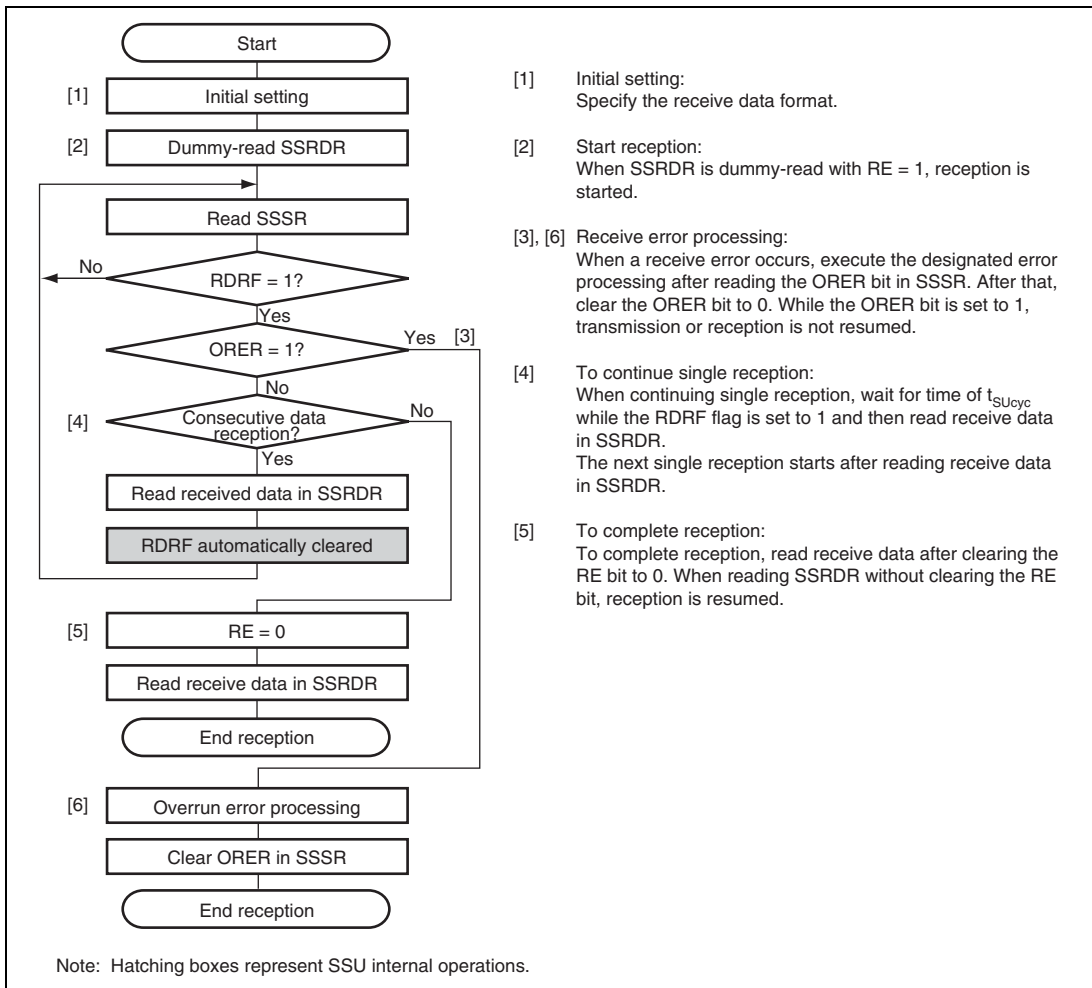 Start
[1]
Initial setting
[2]
Dummy-read SSRDR
Read SSSR
No
RDRF = 1?
Yes
Yes [3]
ORER = 1?
No
[4]
Consecutive data
reception?
No
Yes
Read received data in SSRDR
RDRF automatically cleared
[5]
RE = 0
Read receive data in SSRDR
End reception
[6]
Overrun error processing
Clear ORER in SSSR
End reception
[1] Initial setting:
Specify the receive data format.
[2] Start reception:
When SSRDR is dummy-read with RE = 1, reception is
started.
[3], [6] Receive error processing:
When a receive error occurs, execute the designated error
processing after reading the ORER bit in SSSR. After that,
clear the ORER bit to 0. While the ORER bit is set to 1,
transmission or reception is not resumed.
[4] To continue single reception:
When continuing single reception, wait for time of tSUcyc
while the RDRF flag is set to 1 and then read receive data
in SSRDR.
The next single reception starts after reading receive data
in SSRDR.
[5] To complete reception:
To complete reception, read receive data after clearing the
RE bit to 0. When reading SSRDR without clearing the RE
bit, reception is resumed.
Note: Hatching boxes represent SSU internal operations.